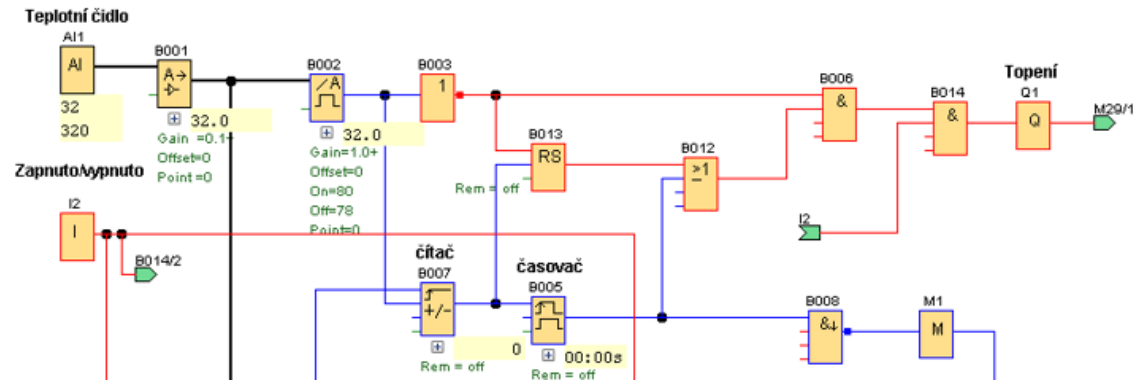 Teplotní čidlo
AI1
AI
32
320
B001
A→
32.0
Gain =0.1+
Offset=0
Point =0
B002
/A
32.0
Gain=1.0+
Offset=0
On=80
Off=78
Point=0
B003
1
B013
RS
Rem = off
B012
>1
B006
&
B014
&
Topení
Q1
Q
M29/1
Zapnuto/vypnuto
I2
I
B014/2
I2
čítač
B007
+/-
0
Rem = off
časovač
B005
00:00s
Rem = off
B008
&↓
M1
M